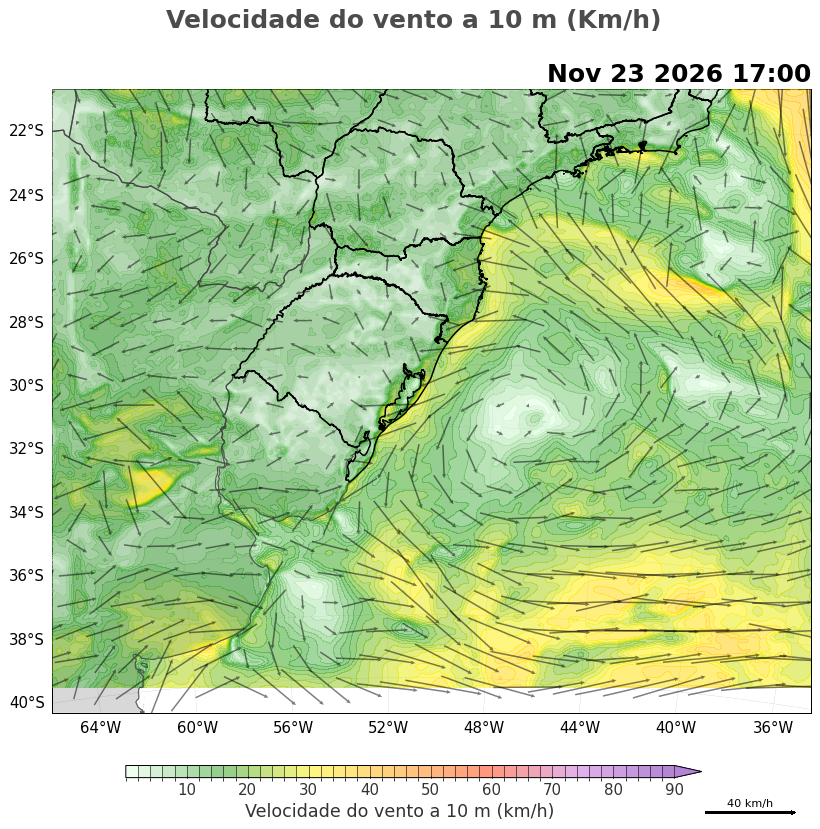 Velocidade do vento a 10 m (Km/h)
Nov 23 2026 17:00
22°S
24°S
26°S
28°S
30°S
32°S
34°S
36°S
38°S
40°S
64°W 60°W 56°W 52°W 48°W 44°W 40°W 36°W
10 20 30 40 50 60 70 80 90
Velocidade do vento a 10 m (km/h)
40 km/h